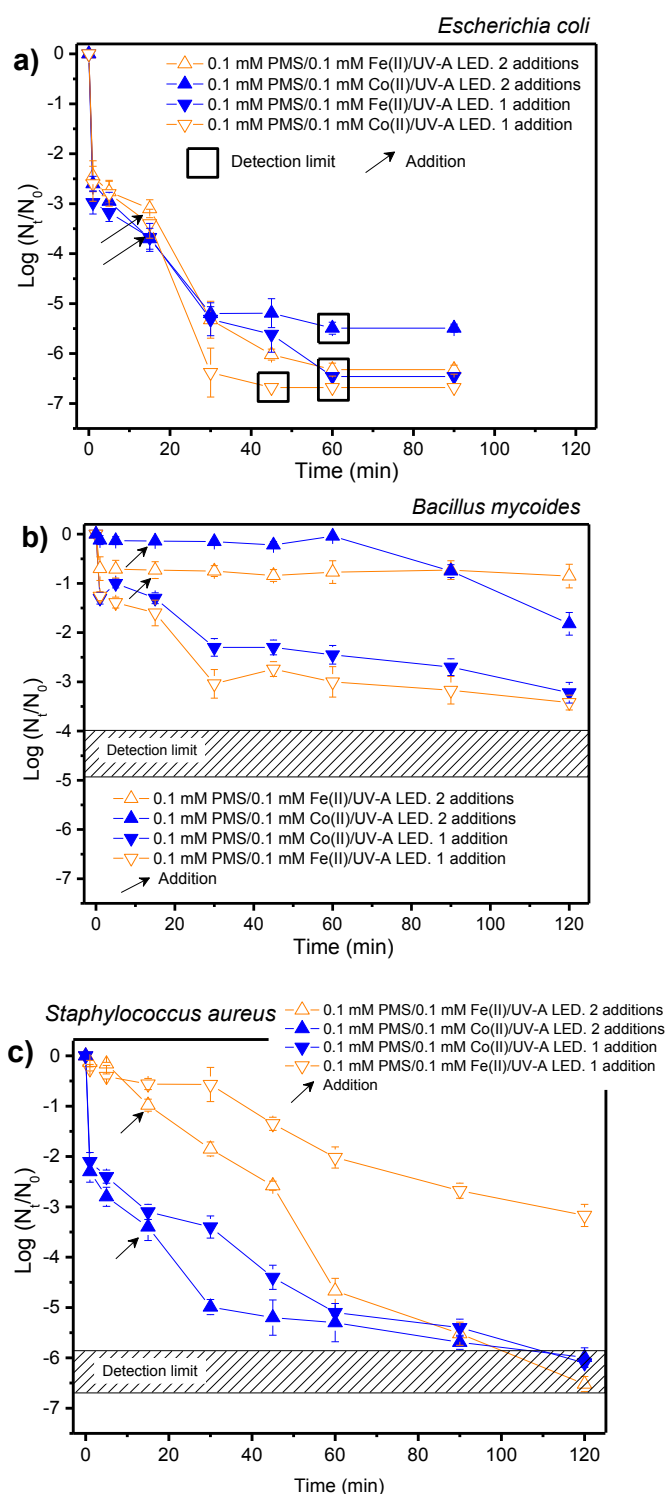 Escherichia coli
a)
0.1 mM PMS/0.1 mM Fe(II)/UV-A LED. 2 additions
0.1 mM PMS/0.1 mM Co(II)/UV-A LED. 2 additions
0.1 mM PMS/0.1 mM Fe(II)/UV-A LED. 1 addition
0.1 mM PMS/0.1 mM Co(II)/UV-A LED. 1 addition
Detection limit
Addition
Log (Nt/N0)
0
-1
-2
-3
-4
-5
-6
-7
0 20 40 60 80 100 120
Time (min)
Bacillus mycoides
b)
Log (Nt/N0)
0
-1
-2
-3
-4
-5
-6
-7
Detection limit
0.1 mM PMS/0.1 mM Fe(II)/UV-A LED. 2 additions
0.1 mM PMS/0.1 mM Co(II)/UV-A LED. 2 additions
0.1 mM PMS/0.1 mM Co(II)/UV-A LED. 1 addition
0.1 mM PMS/0.1 mM Fe(II)/UV-A LED. 1 addition
Addition
0 20 40 60 80 100 120
Time (min)
Staphylococcus aureus
c)
0.1 mM PMS/0.1 mM Fe(II)/UV-A LED. 2 additions
0.1 mM PMS/0.1 mM Co(II)/UV-A LED. 2 additions
0.1 mM PMS/0.1 mM Co(II)/UV-A LED. 1 addition
0.1 mM PMS/0.1 mM Fe(II)/UV-A LED. 1 addition
Addition
Log (Nt/N0)
0
-1
-2
-3
-4
-5
-6
-7
Detection limit
0 20 40 60 80 100 120
Time (min)